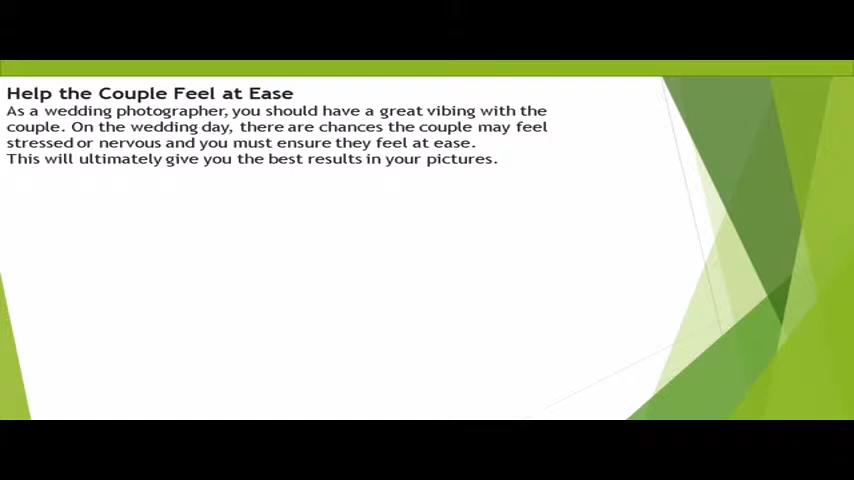 Help the Couple Feel at Ease
As a wedding photographer, you should have a great vibing with the
couple. On the wedding day, there are chances the couple may feel
stressed or nervous and you must ensure they feel at ease.
This will ultimately give you the best results in your pictures.